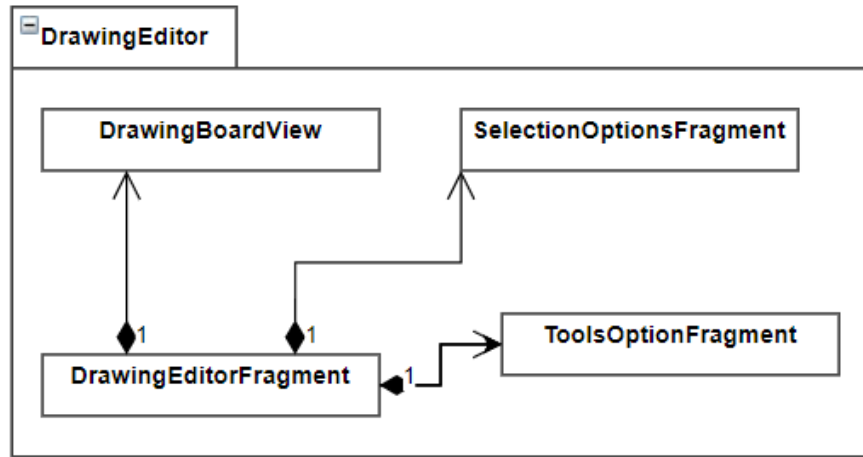 DrawingEditor
DrawingBoardView
SelectionOptionsFragment
1
1
ToolsOptionFragment
DrawingEditorFragment
1